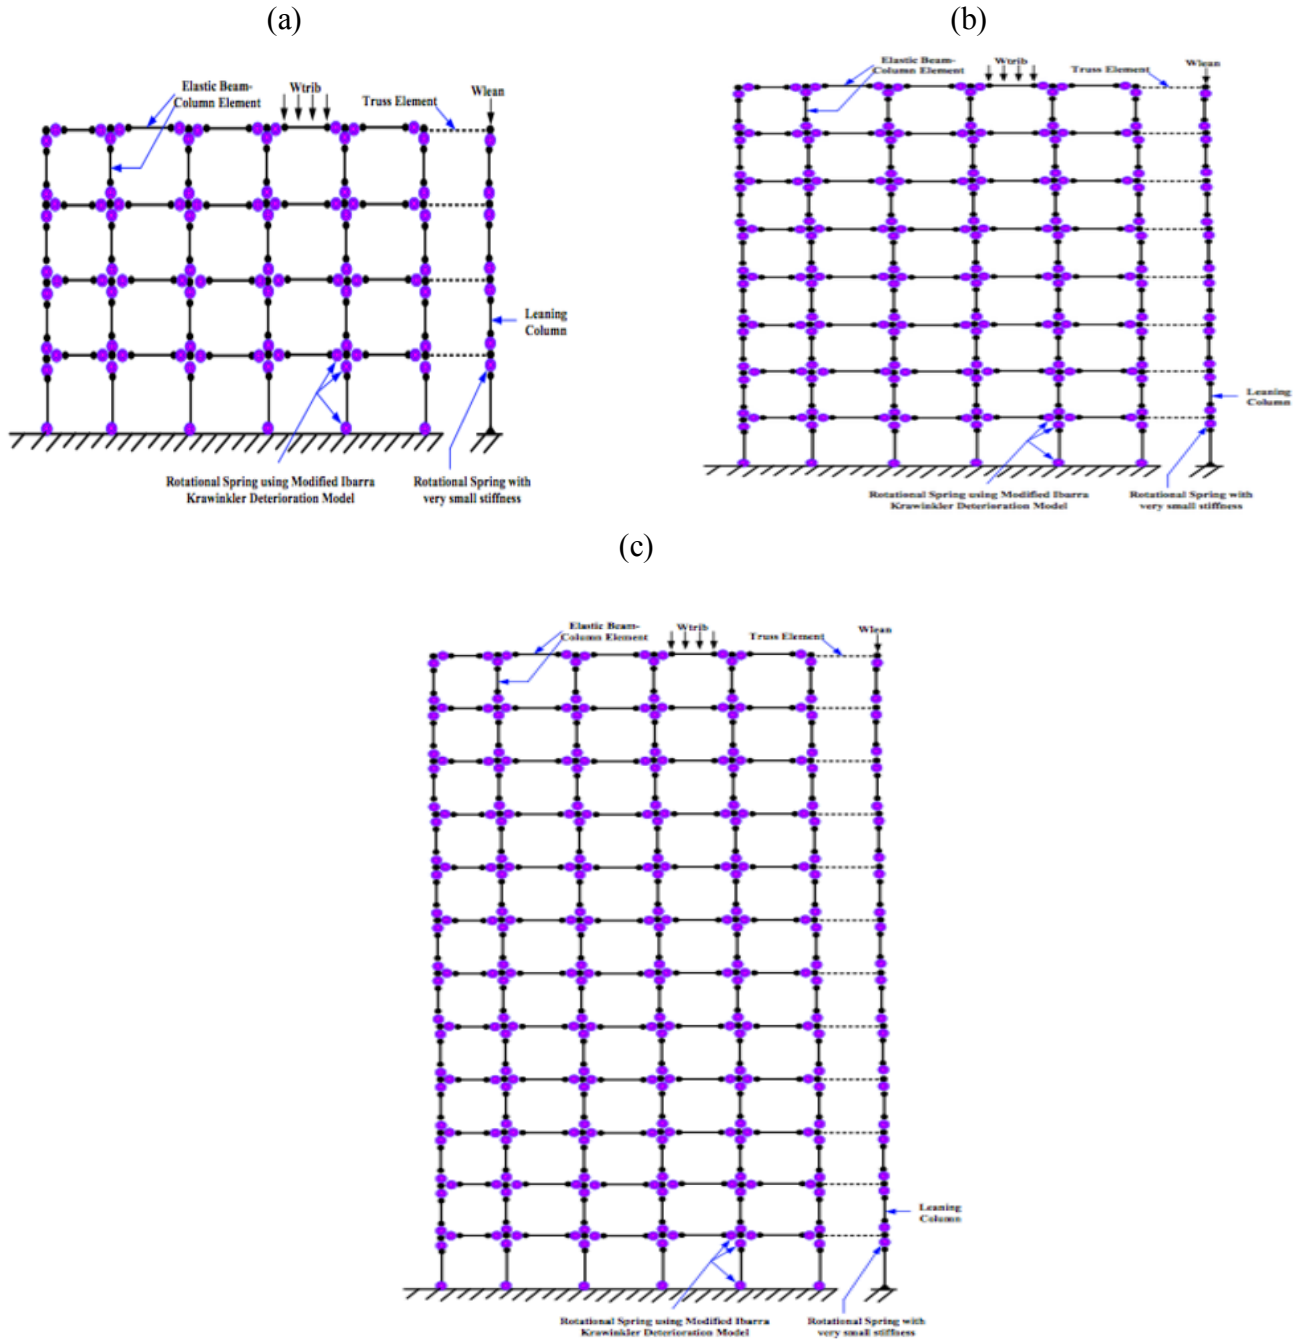 (a)
Elastic Beam-
Column Element
Wtrib
Truss Element
Wlean
Leaning
Column
Rotational Spring using Modified Ibarra
Krawinkler Deterioration Model
Rotational Spring with
very small stiffness
(b)
Elastic Beam-
Column Element
Wtrib
Truss Element
Wlean
Leaning
Column
Rotational Spring using Modified Ibarra
Krawinkler Deterioration Model
Rotational Spring with
very small stiffness
(c)
Elastic Beam-
Column Element
Wtrib
Truss Element
Wlean
Leaning
Column
Rotational Spring using Modified Ibarra
Krawinkler Deterioration Model
Rotational Spring with
very small stiffness